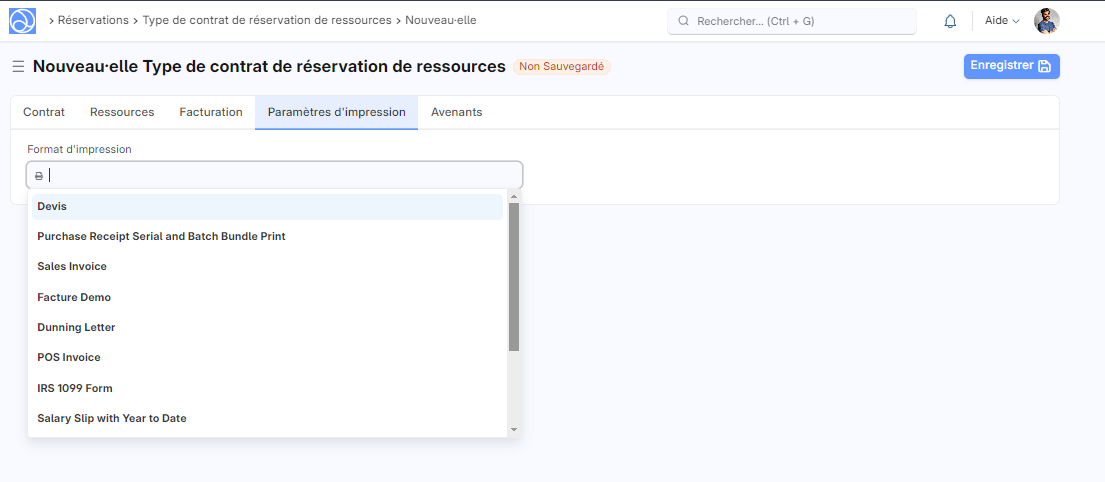 > Réservations > Type de contrat de réservation de ressources > Nouveau·elle
Rechercher... (Ctrl + G)
Aide
Nouveau·elle Type de contrat de réservation de ressources
Non Sauvegardé
Enregistrer
Contrat
Ressources
Facturation
Paramètres d'impression
Avenants
Format d'impression
Devis
Purchase Receipt Serial and Batch Bundle Print
Sales Invoice
Facture Demo
Dunning Letter
POS Invoice
IRS 1099 Form
Salary Slip with Year to Date